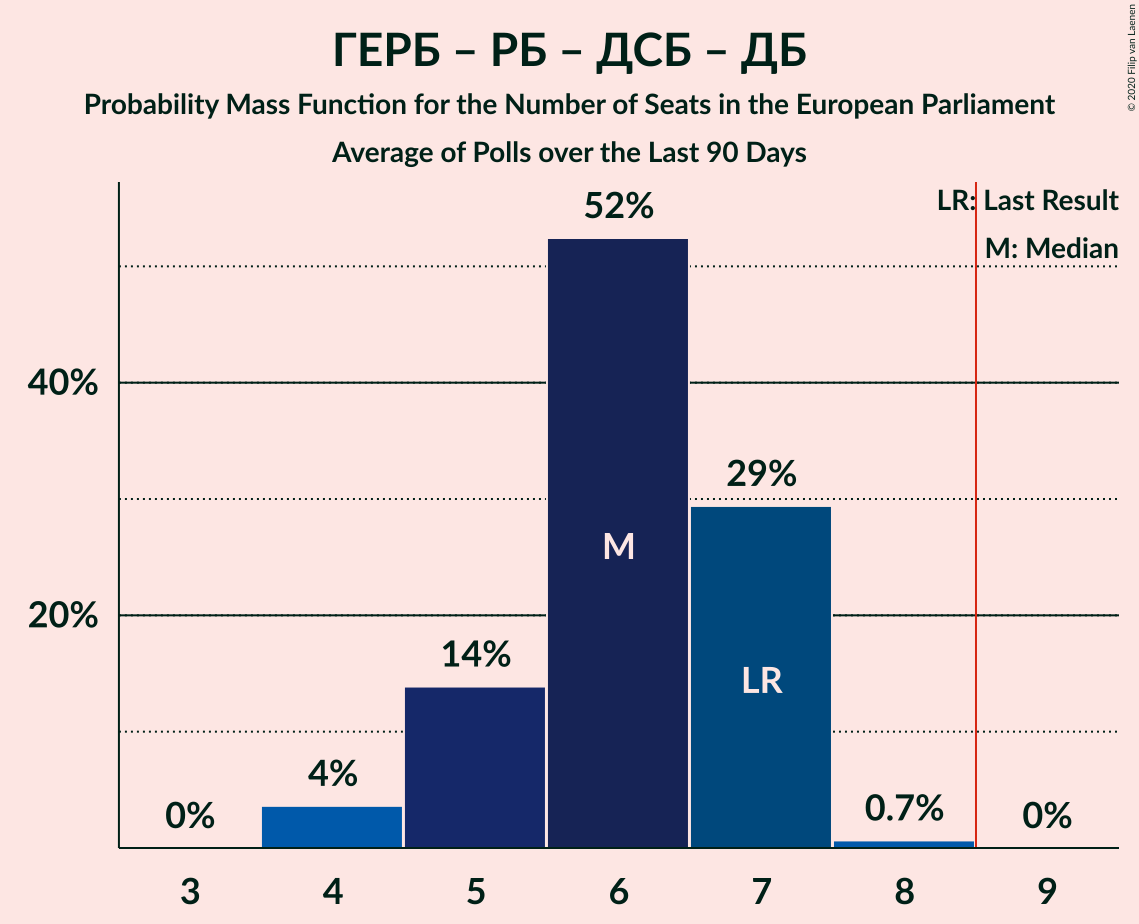 ГЕРБ – РБ – ДСБ – ДБ
Probability Mass Function for the Number of Seats in the European Parliament
Average of Polls over the Last 90 Days
© 2020 Filip van Laenen
LR: Last Result
M: Median
52%
40%
29%
M
20%
14%
LR
4%
0%
0.7%
0%
3 4 5 6 7 8 9